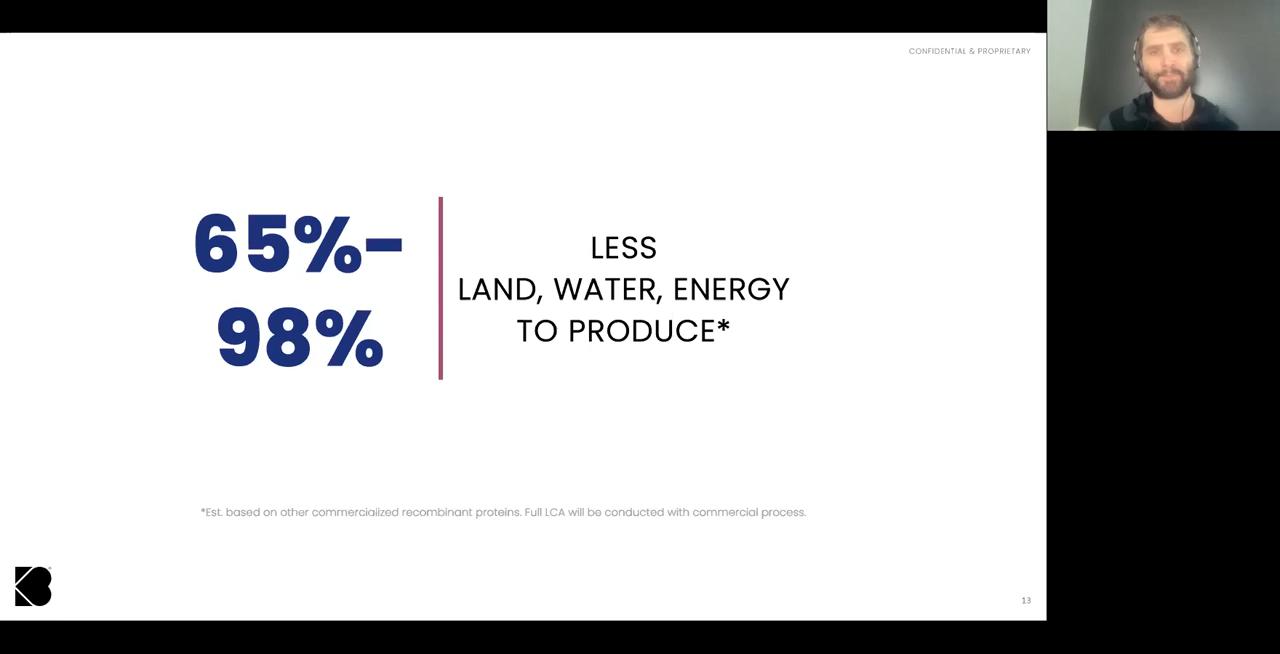 CONFIDENTIAL & PROPRIETARY
65%-
98%
LESS
LAND, WATER, ENERGY
TO PRODUCE*
*Est. based on other commercialized recombinant proteins. Full LCA will be conducted with commercial process.
13